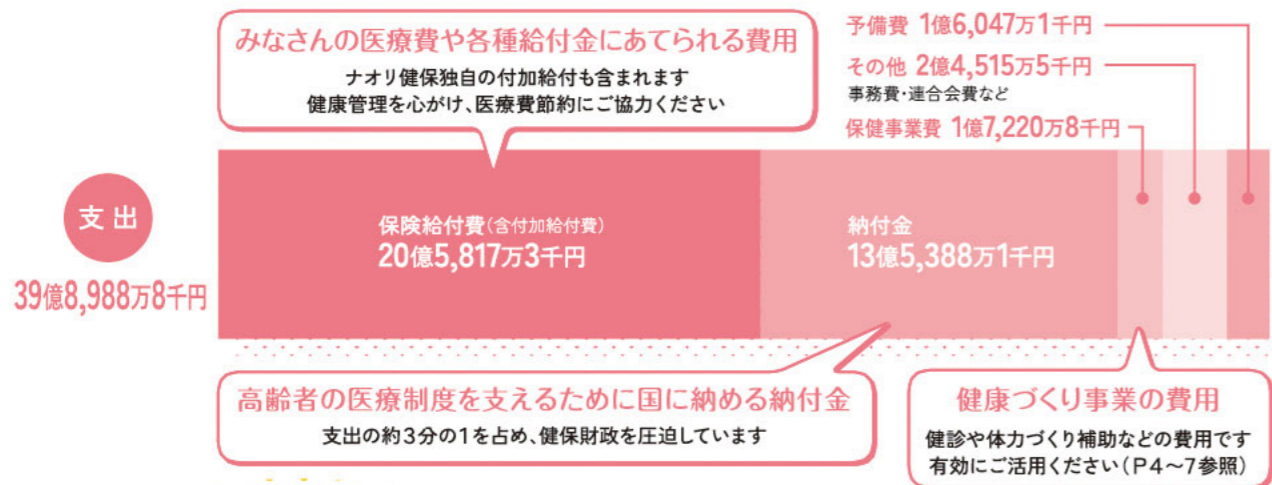 みなさんの医療費や各種給付金にあてられる費用
ナオリ健保独自の付加給付も含まれます
健康管理を心がけ、医療費節約にご協力ください
予備費 1億6,047万1千円
その他 2億4,515万5千円
事務費・連合会費など
保健事業費 1億7,220万8千円
支出
39億8,988万8千円
保険給付費(含付加給付費)
20億5,817万3千円
納付金
13億5,388万1千円
高齢者の医療制度を支えるために国に納める納付金
支出の約3分の1を占め、健保財政を圧迫しています
健康づくり事業の費用
健診や体力づくり補助などの費用です
有効にご活用ください(P4〜7参照)